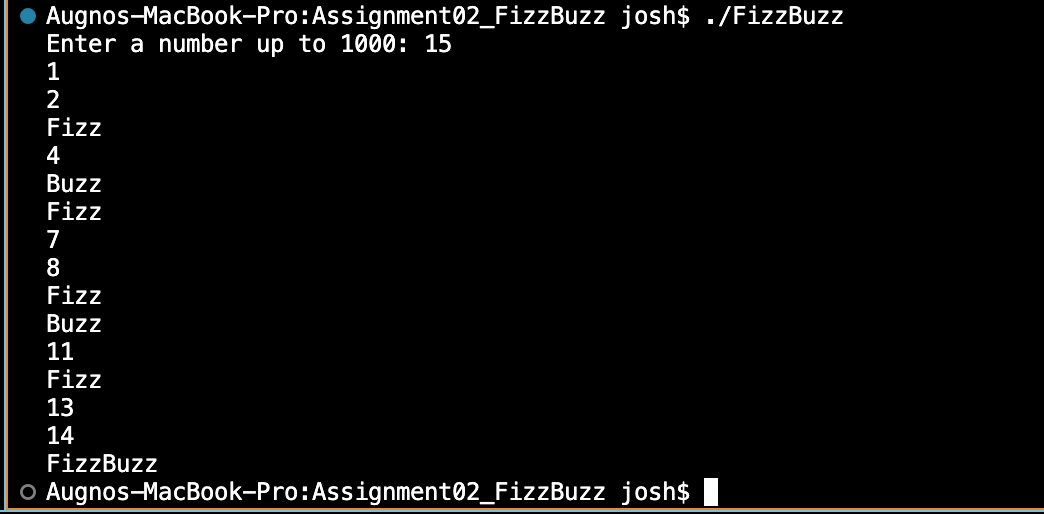 Augnos-MacBook-Pro:Assignment02_FizzBuzz josh$ ./FizzBuzz
Enter a number up to 1000: 15
1
2
Fizz
4
Buzz
Fizz
7
8
Fizz
Buzz
11
Fizz
13
14
FizzBuzz
Augnos-MacBook-Pro:Assignment02_FizzBuzz josh$